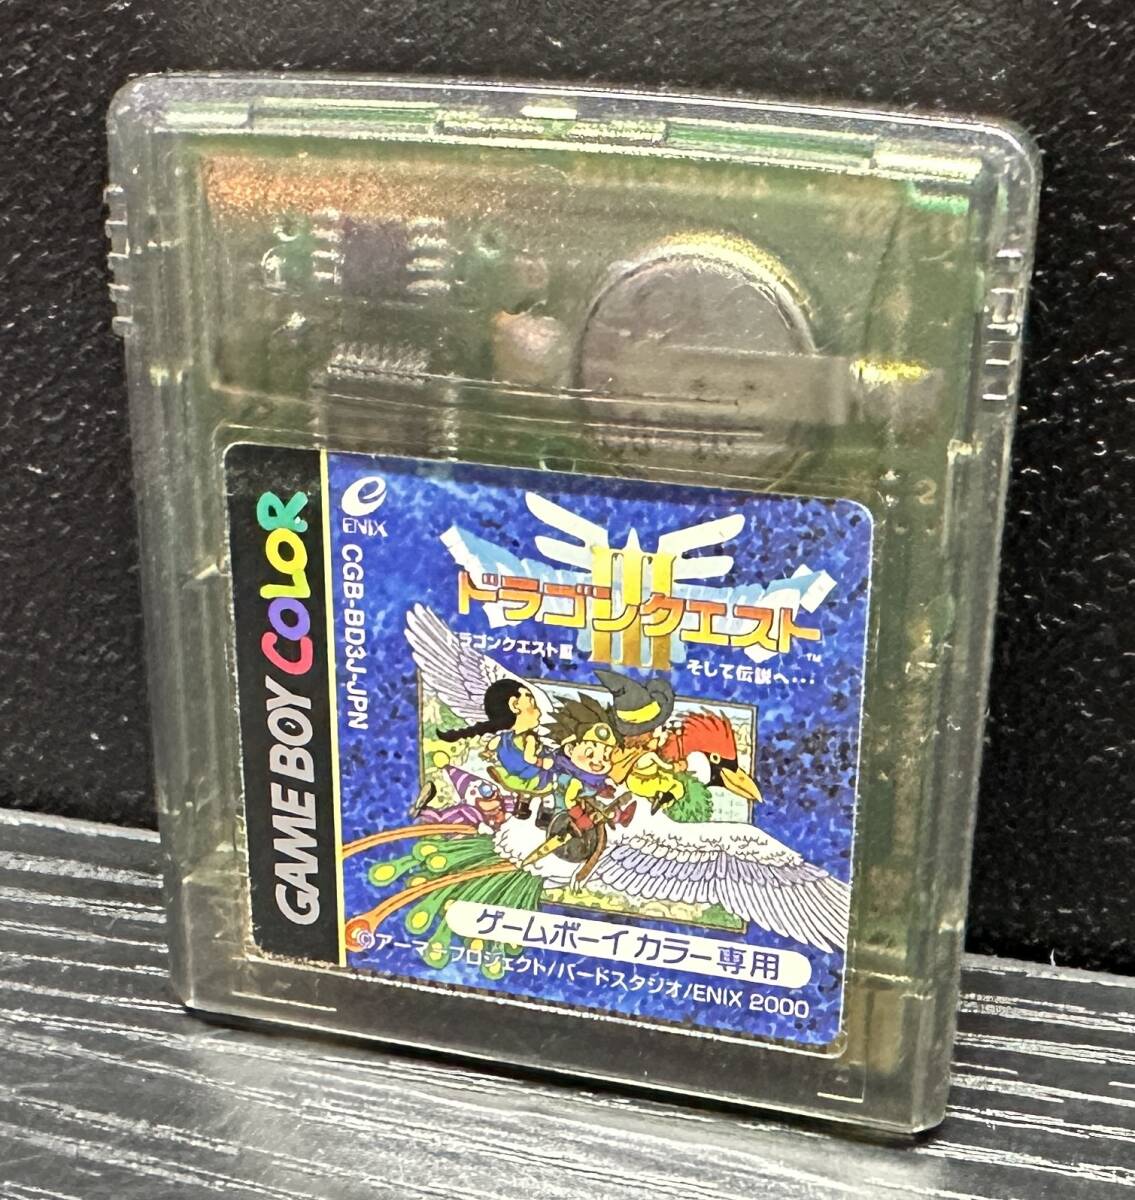 GAME BOY COLOR
ENIX
CGB-BD3J-JPN
III
ドラゴンクエスト
TM
ドラゴンクエストIII
そして伝説へ…
ゲームボーイカラー専用
©アーマープロジェクト/バードスタジオ/ENIX 2000
2